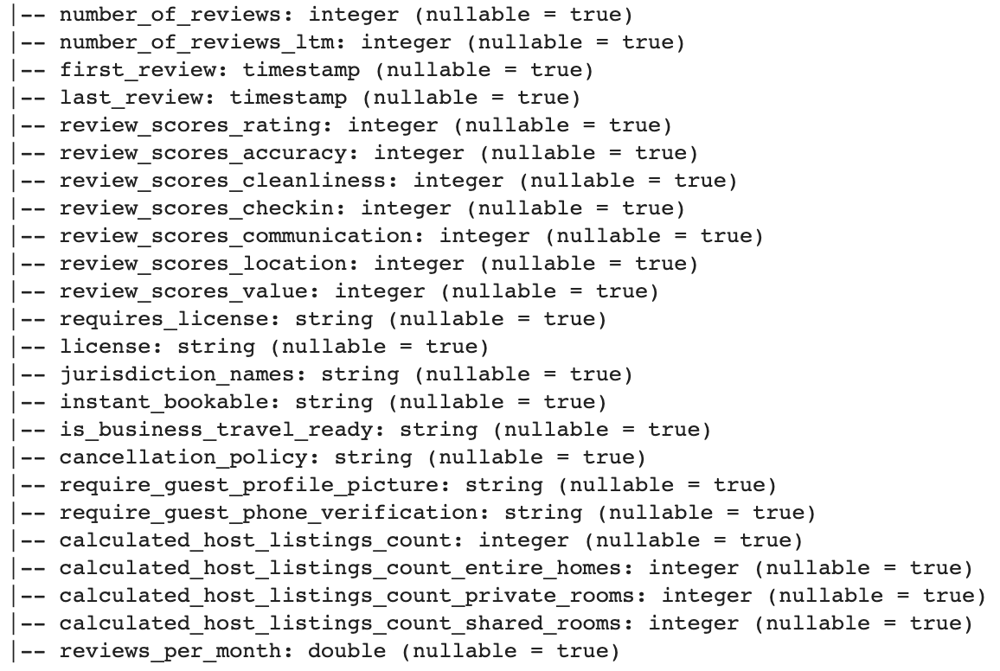 |-- number_of_reviews: integer (nullable = true)
|-- number_of_reviews_ltm: integer (nullable = true)
|-- first_review: timestamp (nullable = true)
|-- last_review: timestamp (nullable = true)
|-- review_scores_rating: integer (nullable = true)
|-- review_scores_accuracy: integer (nullable = true)
|-- review_scores_cleanliness: integer (nullable = true)
|-- review_scores_checkin: integer (nullable = true)
|-- review_scores_communication: integer (nullable = true)
|-- review_scores_location: integer (nullable = true)
|-- review_scores_value: integer (nullable = true)
|-- requires_license: string (nullable = true)
|-- license: string (nullable = true)
|-- jurisdiction_names: string (nullable = true)
|-- instant_bookable: string (nullable = true)
|-- is_business_travel_ready: string (nullable = true)
|-- cancellation_policy: string (nullable = true)
|-- require_guest_profile_picture: string (nullable = true)
|-- require_guest_phone_verification: string (nullable = true)
|-- calculated_host_listings_count: integer (nullable = true)
|-- calculated_host_listings_count_entire_homes: integer (nullable = true)
|-- calculated_host_listings_count_private_rooms: integer (nullable = true)
|-- calculated_host_listings_count_shared_rooms: integer (nullable = true)
|-- reviews_per_month: double (nullable = true)